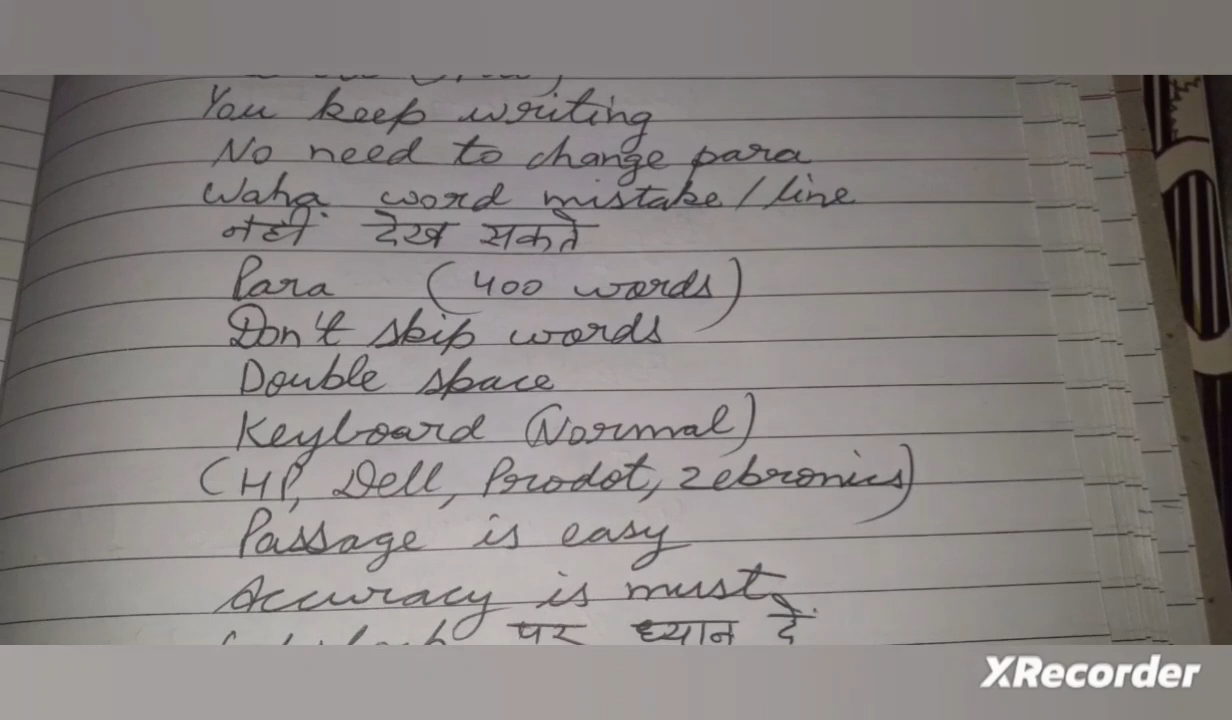 You keep writing
No need to change para
Waha word mistake / line
नही देख सकते
Para (400 words)
Don't skip words
Double space
Keyboard (Normal)
(HP, Dell, Prodot, Zebronics)
Passage is easy
Accuracy is must
पर ध्यान दे
XRecorder